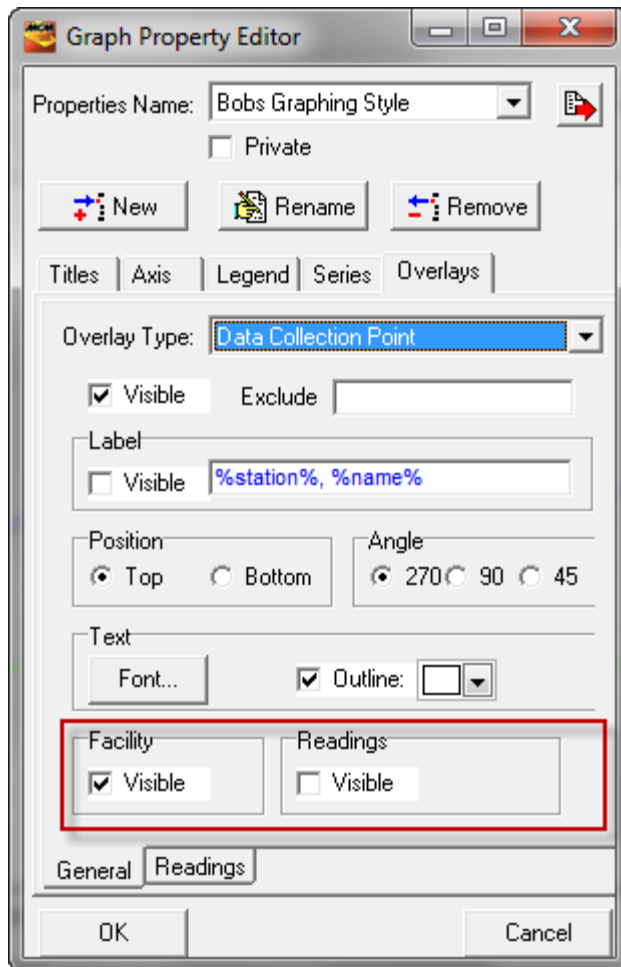 MCM Graph Property Editor
Properties Name: Bobs Graphing Style
Private
New Rename Remove
Titles Axis Legend Series Overlays
Overlay Type: Data Collection Point
Visible Exclude
Label
Visible %station%, %name%
Position Angle
Top Bottom 270 90 45
Text
Font... Outline:
Facility Readings
Visible Visible
General Readings
OK Cancel